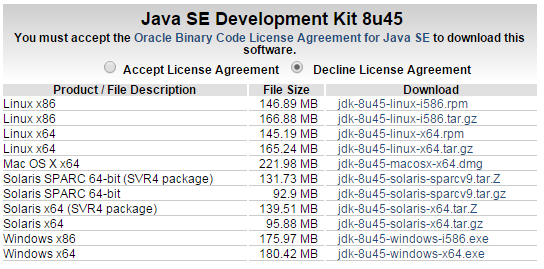 Java SE Development Kit 8u45
You must accept the Oracle Binary Code License Agreement for Java SE to download this
software.
Accept License Agreement Decline License Agreement
Product / File Description File Size Download
Linux x86 146.89 MB jdk-8u45-linux-i586.rpm
Linux x86 166.88 MB jdk-8u45-linux-i586.tar.gz
Linux x64 145.19 MB jdk-8u45-linux-x64.rpm
Linux x64 165.24 MB jdk-8u45-linux-x64.tar.gz
Mac OS X x64 221.98 MB jdk-8u45-macosx-x64.dmg
Solaris SPARC 64-bit (SVR4 package) 131.73 MB jdk-8u45-solaris-sparcv9.tar.Z
Solaris SPARC 64-bit 92.9 MB jdk-8u45-solaris-sparcv9.tar.gz
Solaris x64 (SVR4 package) 139.51 MB jdk-8u45-solaris-x64.tar.Z
Solaris x64 95.88 MB jdk-8u45-solaris-x64.tar.gz
Windows x86 175.97 MB jdk-8u45-windows-i586.exe
Windows x64 180.42 MB jdk-8u45-windows-x64.exe